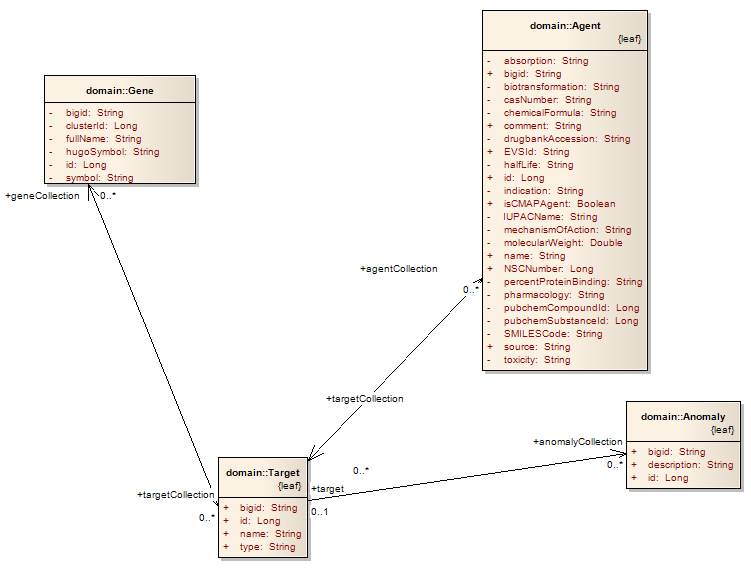 domain::Agent
{leaf}
- absorption: String
+ bigid: String
- biotransformation: String
- casNumber: String
- chemicalFormula: String
+ comment: String
- drugbankAccession: String
+ EVSId: String
- halfLife: String
+ id: Long
- indication: String
+ isCMAPAgent: Boolean
- IUPACName: String
- mechanismOfAction: String
- molecularWeight: Double
+ name: String
+ NSCNumber: Long
- percentProteinBinding: String
- pharmacology: String
- pubchemCompoundId: Long
- pubchemSubstanceId: Long
- SMILESCode: String
+ source: String
- toxicity: String
domain::Gene
- bigid: String
- clusterId: Long
- fullName: String
- hugoSymbol: String
- id: Long
- symbol: String
+geneCollection
0..*
+agentCollection
0..*
+targetCollection
0..*
domain::Anomaly
{leaf}
+ bigid: String
+ description: String
+ id: Long
+anomalyCollection
0..*
domain::Target
{leaf}
+ bigid: String
+ id: Long
+ name: String
+ type: String
+target
0..1
+targetCollection
0..*